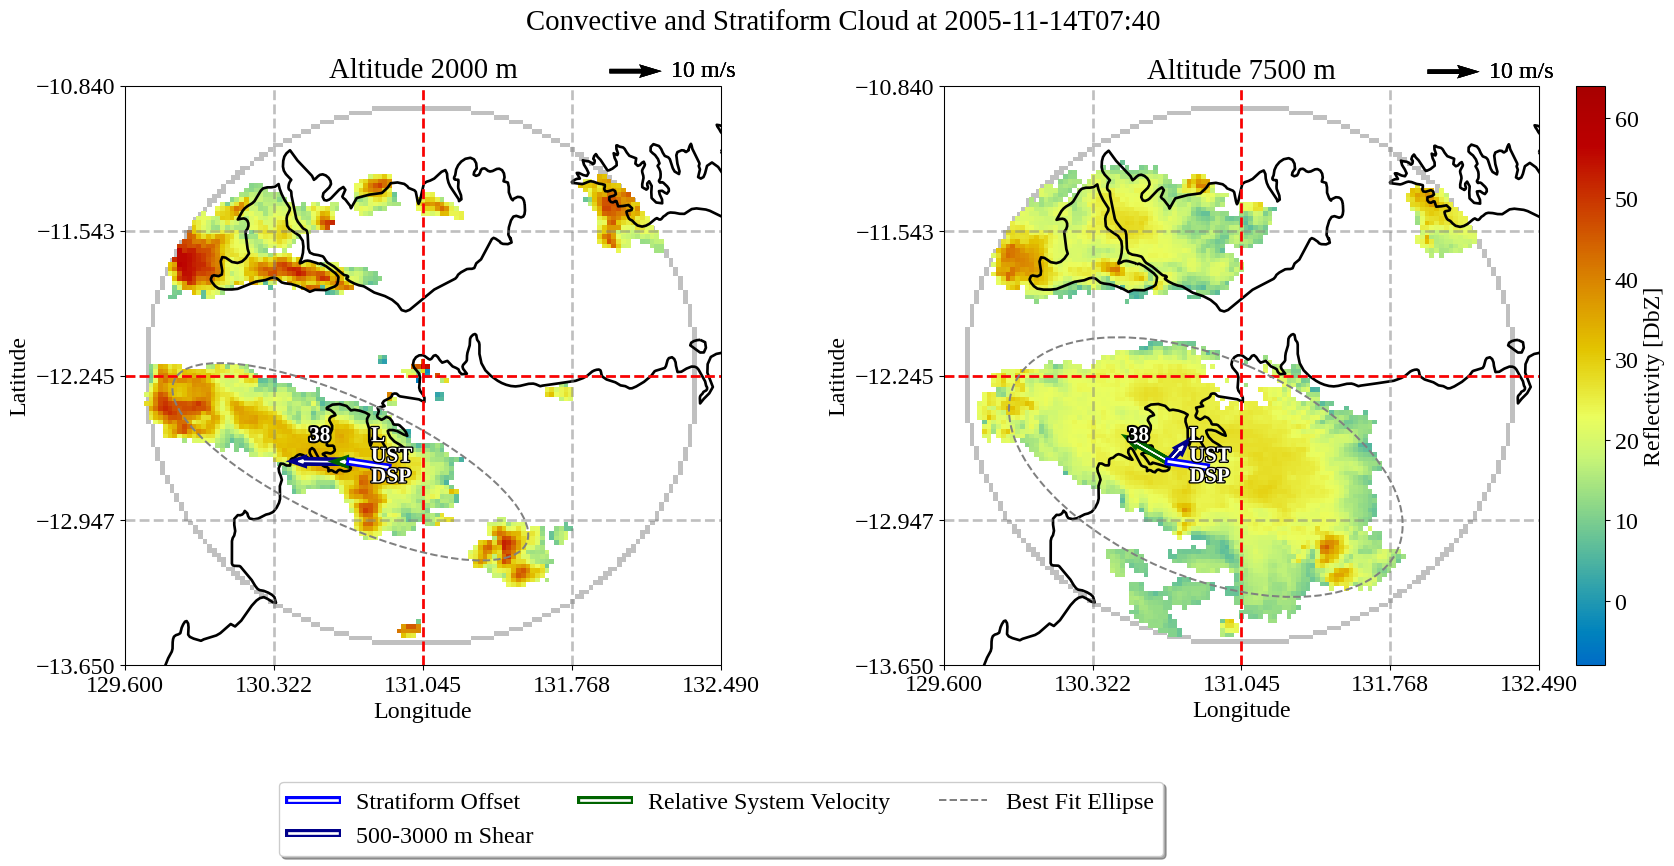 Convective and Stratiform Cloud at 2005-11-14T07:40
Altitude 2000 m
10 m/s
−10.840
−11.543
−12.245
−12.947
−13.650
Latitude
129.600
130.322
131.045
131.768
132.490
Longitude
38
L
UST
DSP
Altitude 7500 m
10 m/s
−10.840
−11.543
−12.245
−12.947
−13.650
Latitude
129.600
130.322
131.045
131.768
132.490
Longitude
38
L
UST
DSP
60
50
40
30
20
10
0
Reflectivity [DbZ]
Stratiform Offset
500-3000 m Shear
Relative System Velocity
Best Fit Ellipse